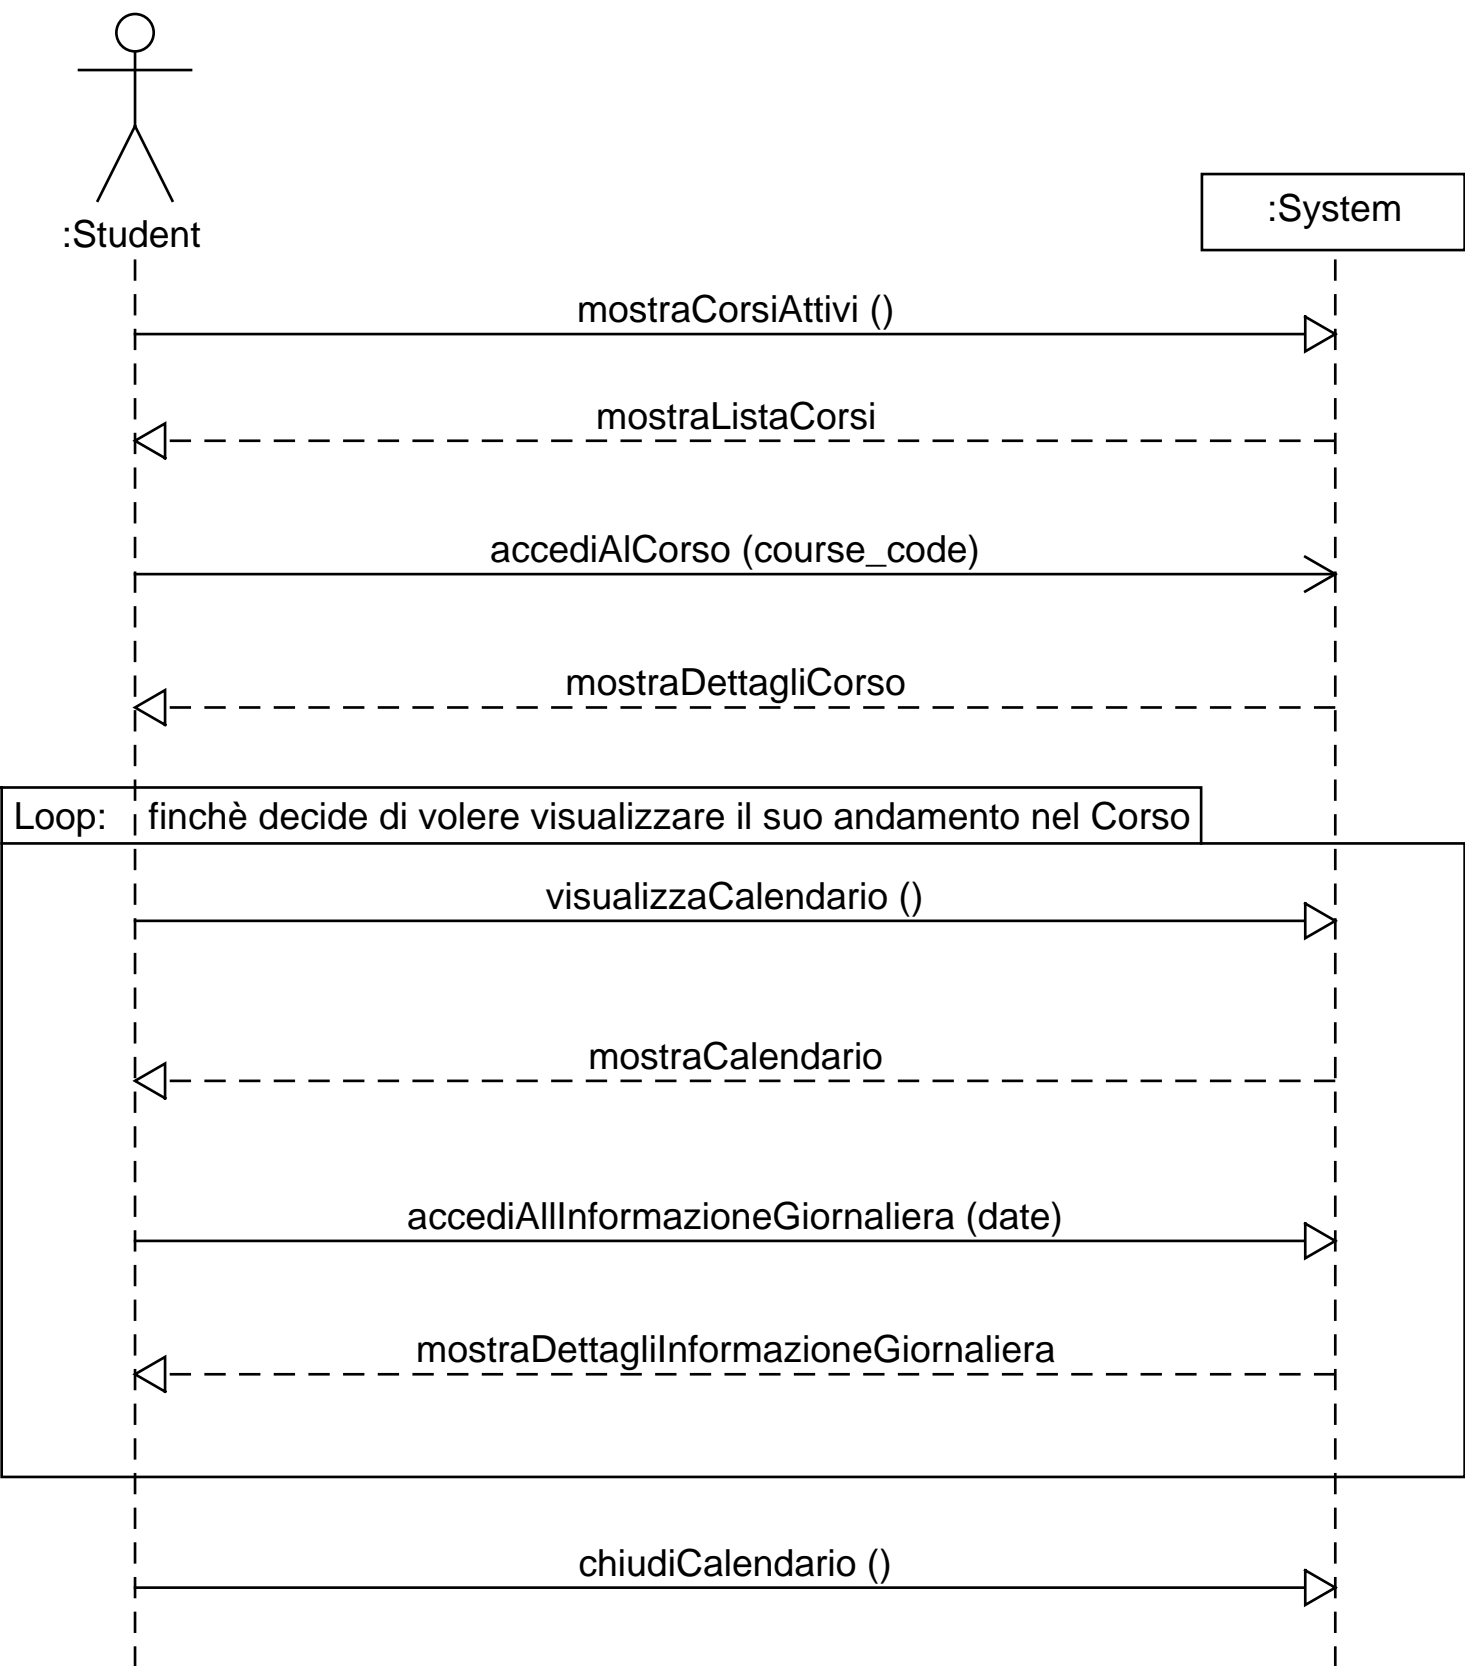 :Student
:System
mostraCorsiAttivi ()
mostraListaCorsi
accediAlCorso (course_code)
mostraDettagliCorso
Loop: finchè decide di volere visualizzare il suo andamento nel Corso
visualizzaCalendario ()
mostraCalendario
accediAllInformazioneGiornaliera (date)
mostraDettagliInformazioneGiornaliera
chiudiCalendario ()